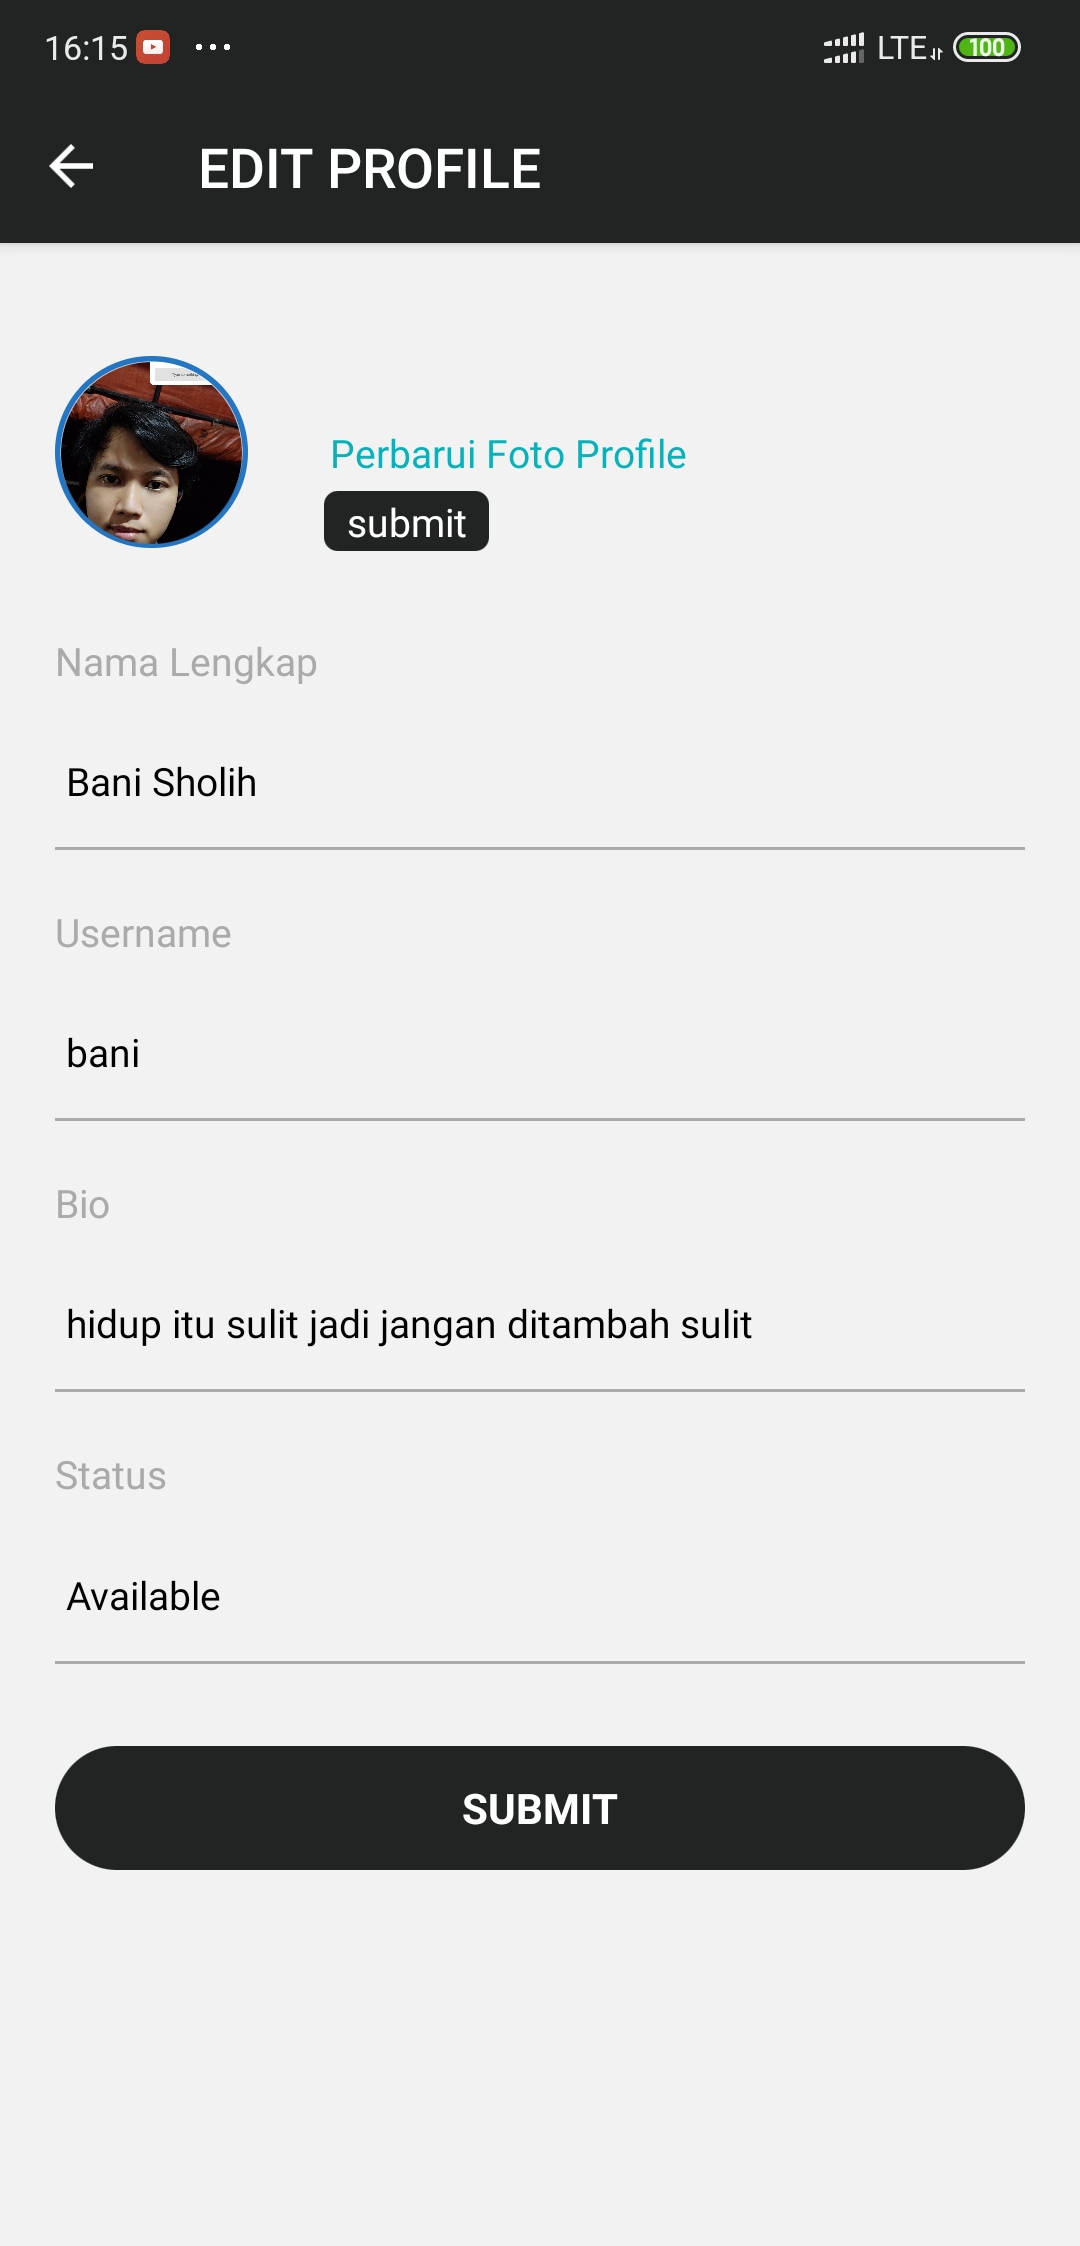 16:15 LTE 100
EDIT PROFILE
Perbarui Foto Profile
submit
Nama Lengkap
Bani Sholih
Username
bani
Bio
hidup itu sulit jadi jangan ditambah sulit
Status
Available
SUBMIT